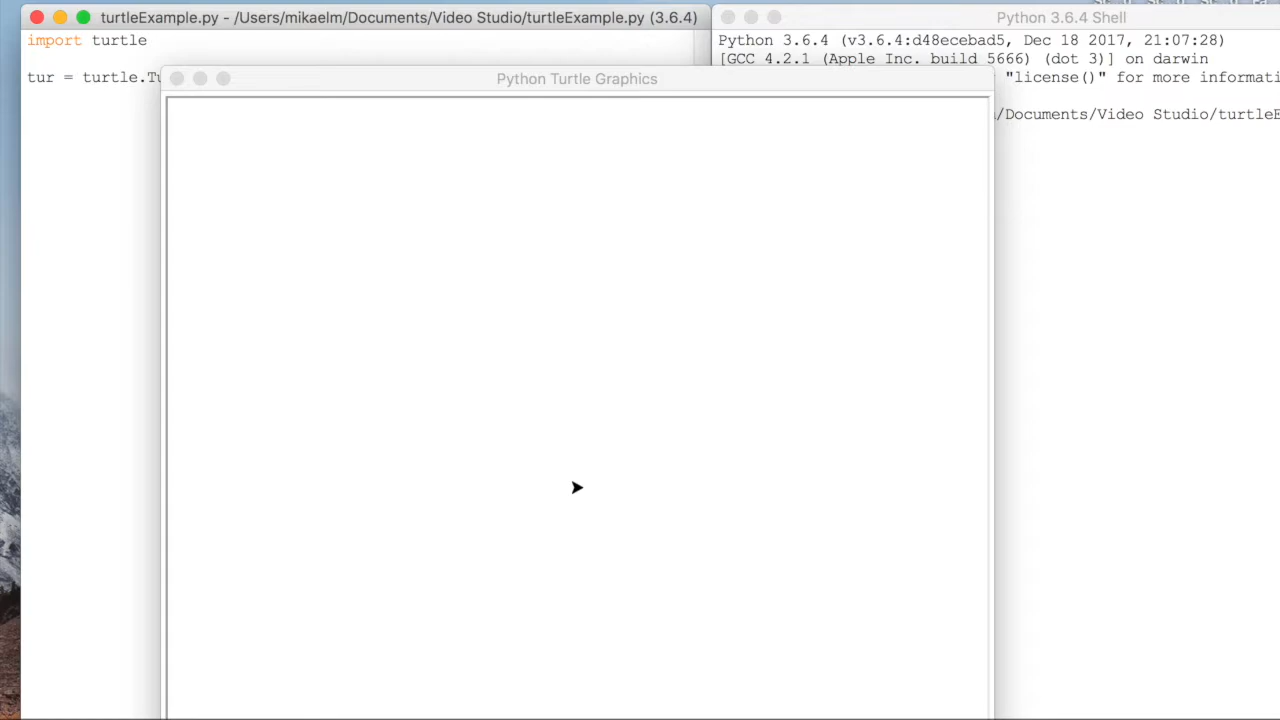 turtleExample.py - /Users/mikaelm/Documents/Video Studio/turtleExample.py (3.6.4)
Python 3.6.4 Shell
import turtle
tur = turtle.Tu
Python Turtle Graphics
Python 3.6.4 (v3.6.4:d48ecebad5, Dec 18 2017, 21:07:28)
[GCC 4.2.1 (Apple Inc. build 5666) (dot 3)] on darwin
"license()" for more informati
/Documents/Video Studio/turtleE